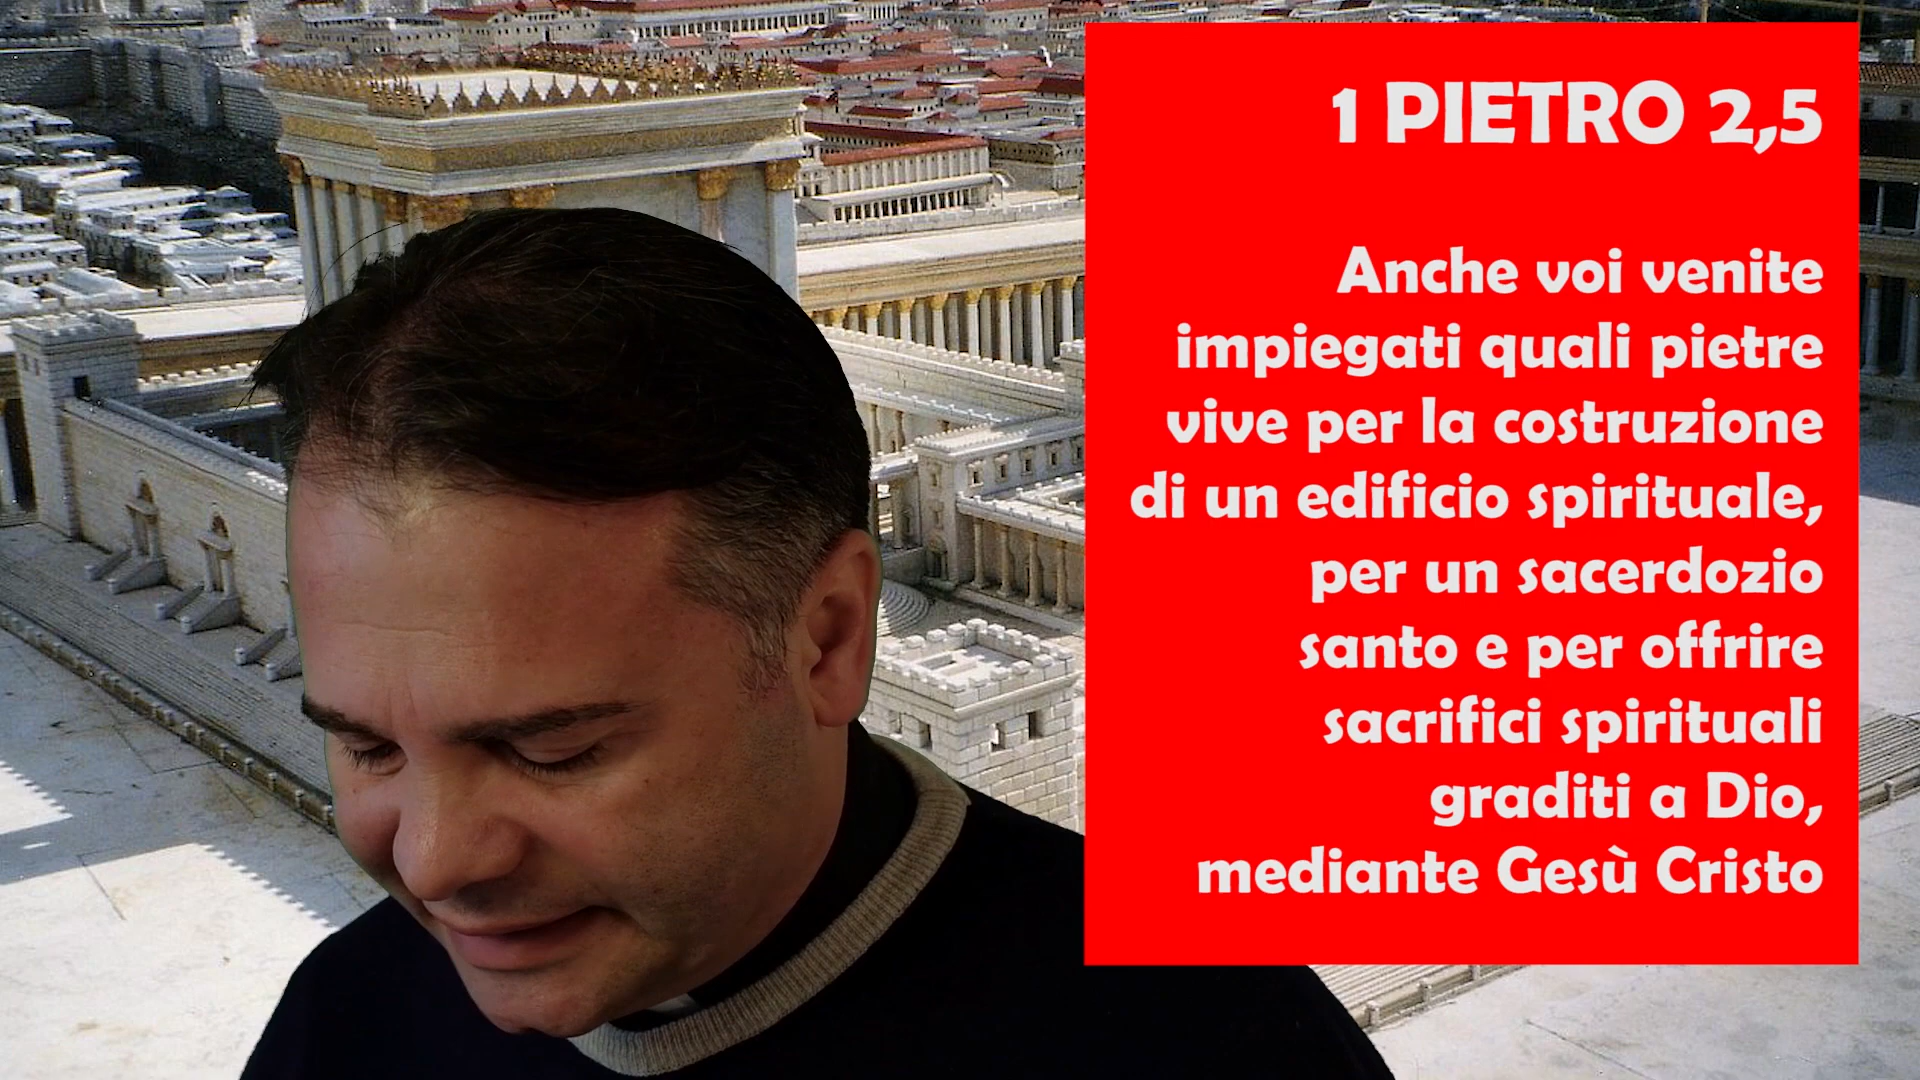 1 PIETRO 2,5
Anche voi venite
impiegati quali pietre
vive per la costruzione
di un edificio spirituale,
per un sacerdozio
santo e per offrire
sacrifici spirituali
graditi a Dio,
mediante Gesù Cristo